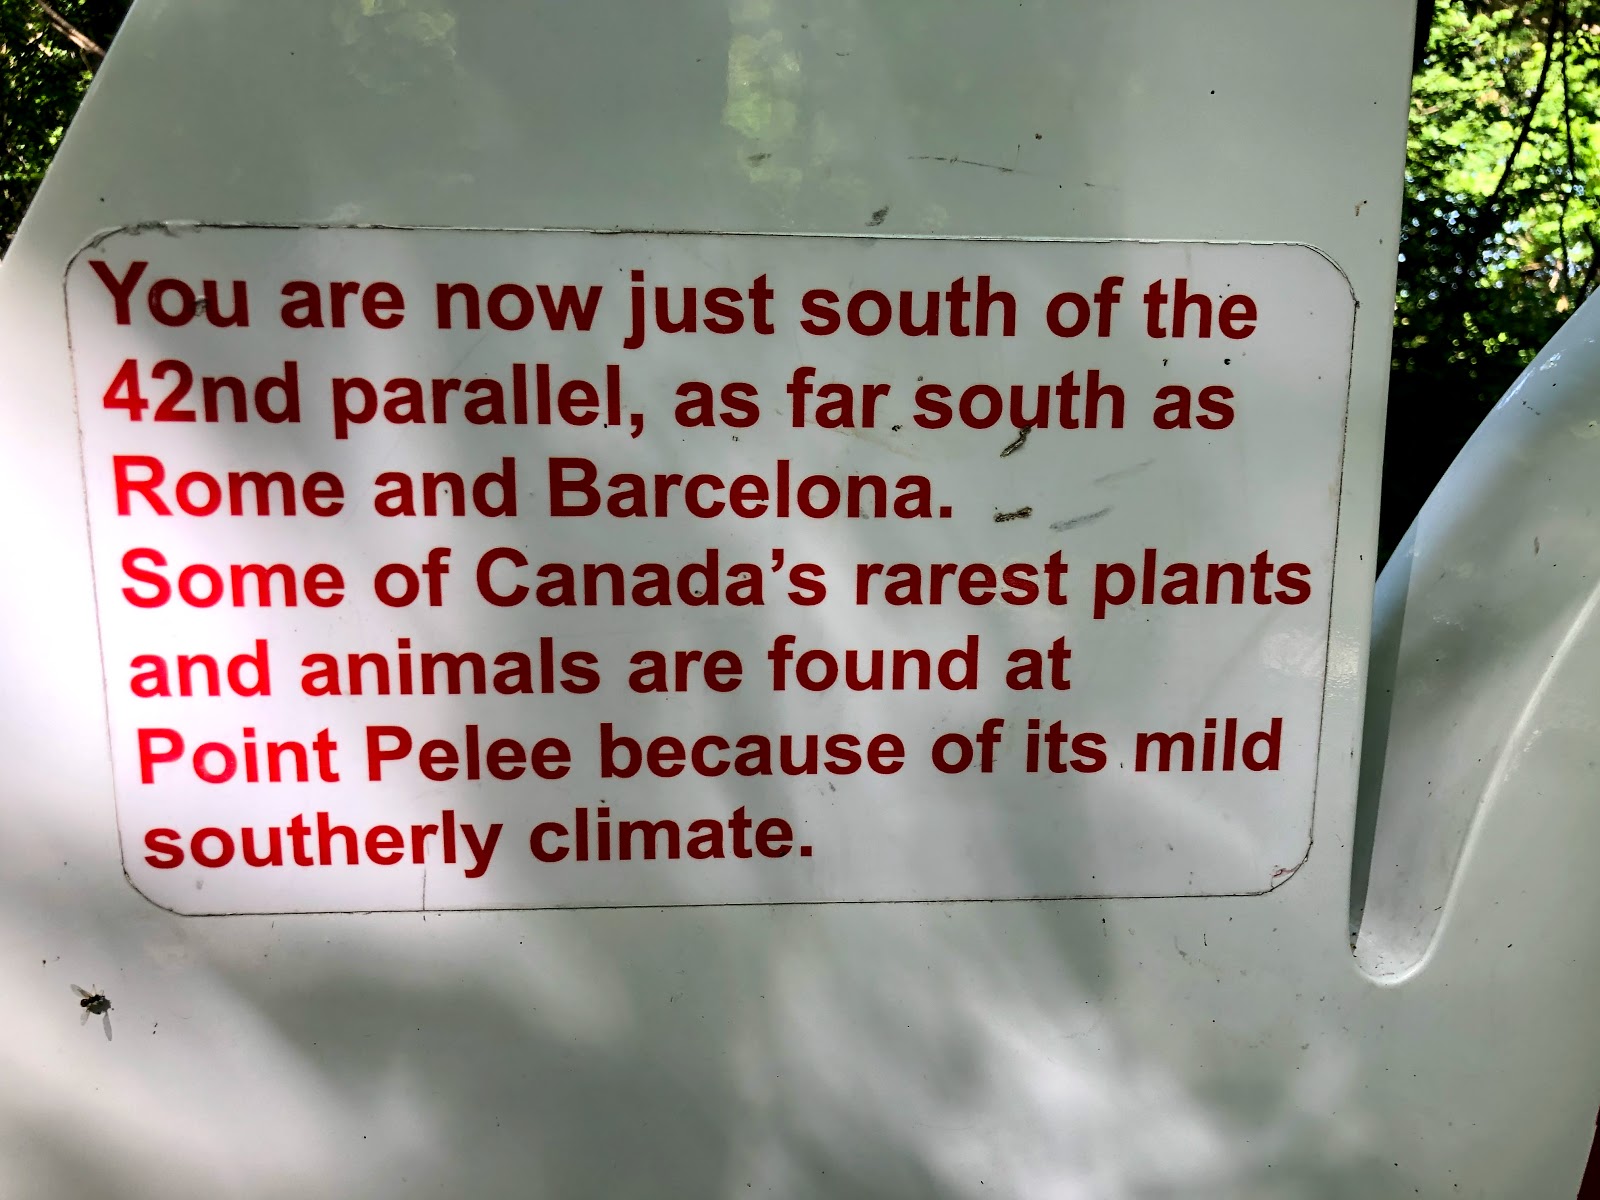 You are now just south of the
42nd parallel, as far south as
Rome and Barcelona.
Some of Canada’s rarest plants
and animals are found at
Point Pelee because of its mild
southerly climate.